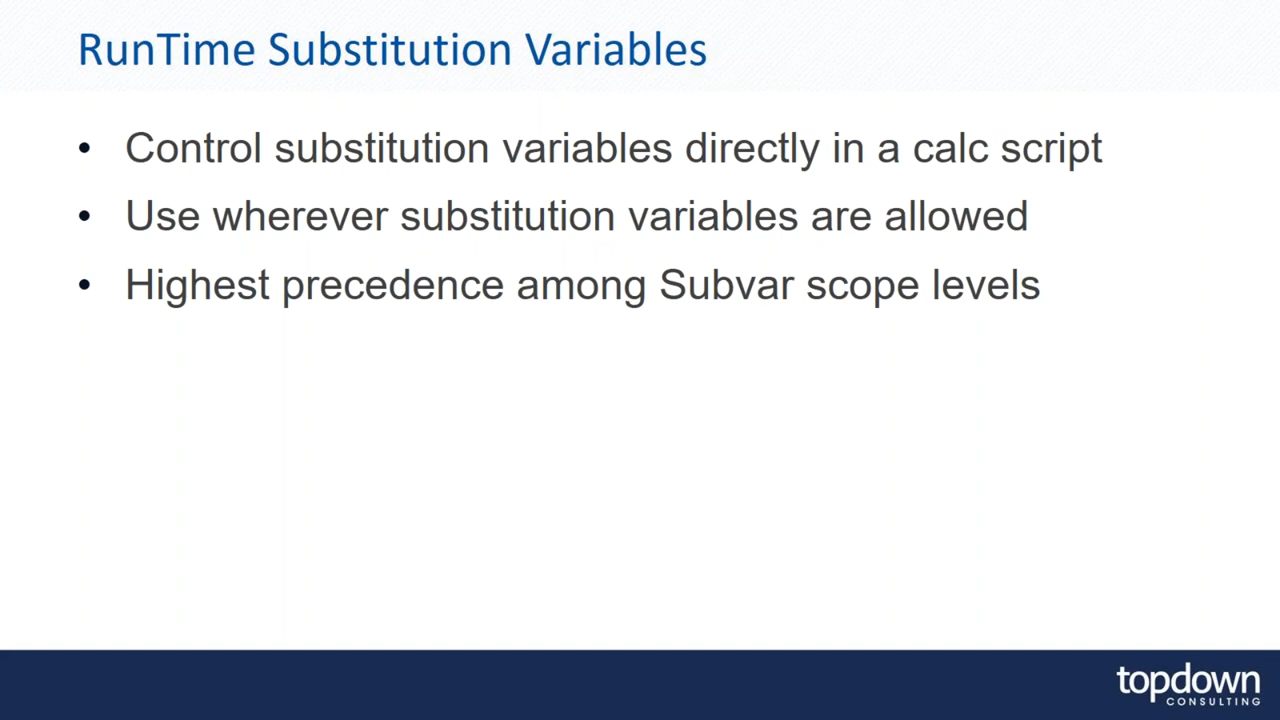 RunTime Substitution Variables
• Control substitution variables directly in a calc script
• Use wherever substitution variables are allowed
• Highest precedence among Subvar scope levels
topdown
CONSULTING